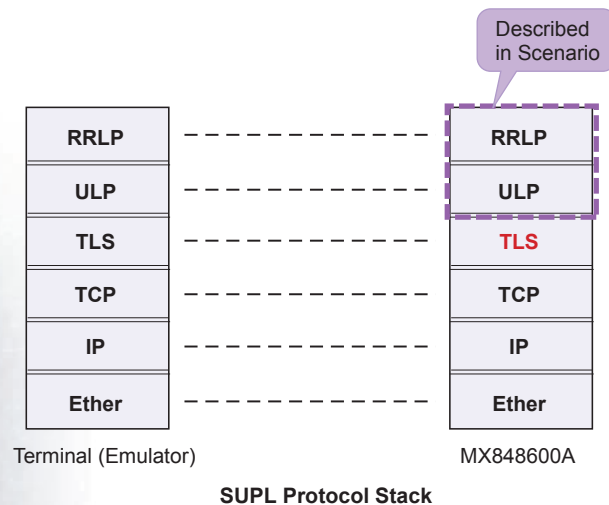 Described
in Scenario
RRLP RRLP
ULP ULP
TLS TLS
TCP TCP
IP IP
Ether Ether
Terminal (Emulator) MX848600A
SUPL Protocol Stack